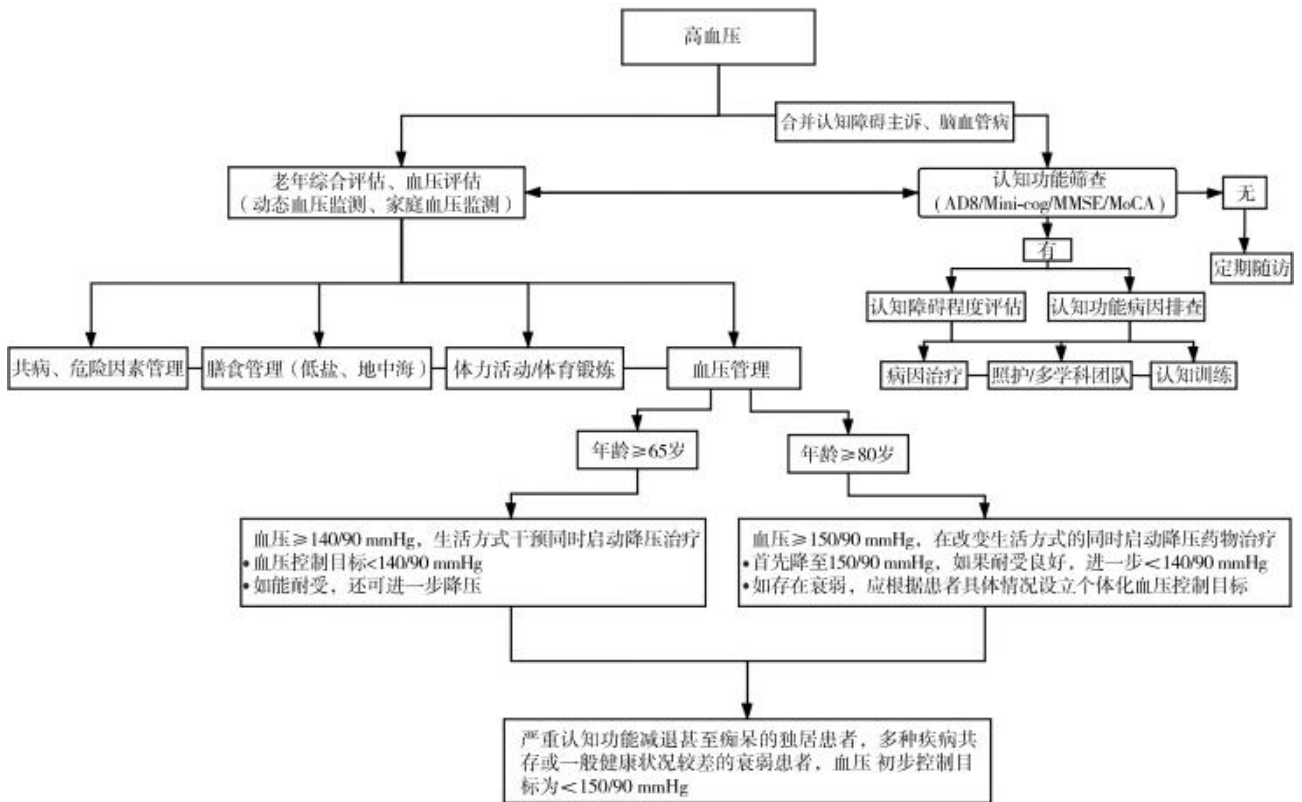 高血压
合并认知障碍主诉、脑血管病
老年综合评估、血压评估
（动态血压监测、家庭血压监测）
认知功能筛查
（AD8/Mini-cog/MMSE/MoCA）
无
有
定期随访
认知障碍程度评估
认知功能病因排查
共病、危险因素管理
膳食管理（低盐、地中海）
体力活动/体育锻炼
血压管理
病因治疗
照护/多学科团队
认知训练
年龄≥65岁
年龄≥80岁
血压≥140/90 mmHg，生活方式干预同时启动降压治疗
•血压控制目标<140/90 mmHg
•如能耐受，还可进一步降压
血压≥150/90 mmHg，在改变生活方式的同时启动降压药物治疗
•首先降至150/90 mmHg，如果耐受良好，进一步＜140/90 mmHg
•如存在衰弱，应根据患者具体情况设立个体化血压控制目标
严重认知功能减退甚至痴呆的独居患者，多种疾病共
存或一般健康状况较差的衰弱患者，血压 初步控制目
标为＜150/90 mmHg